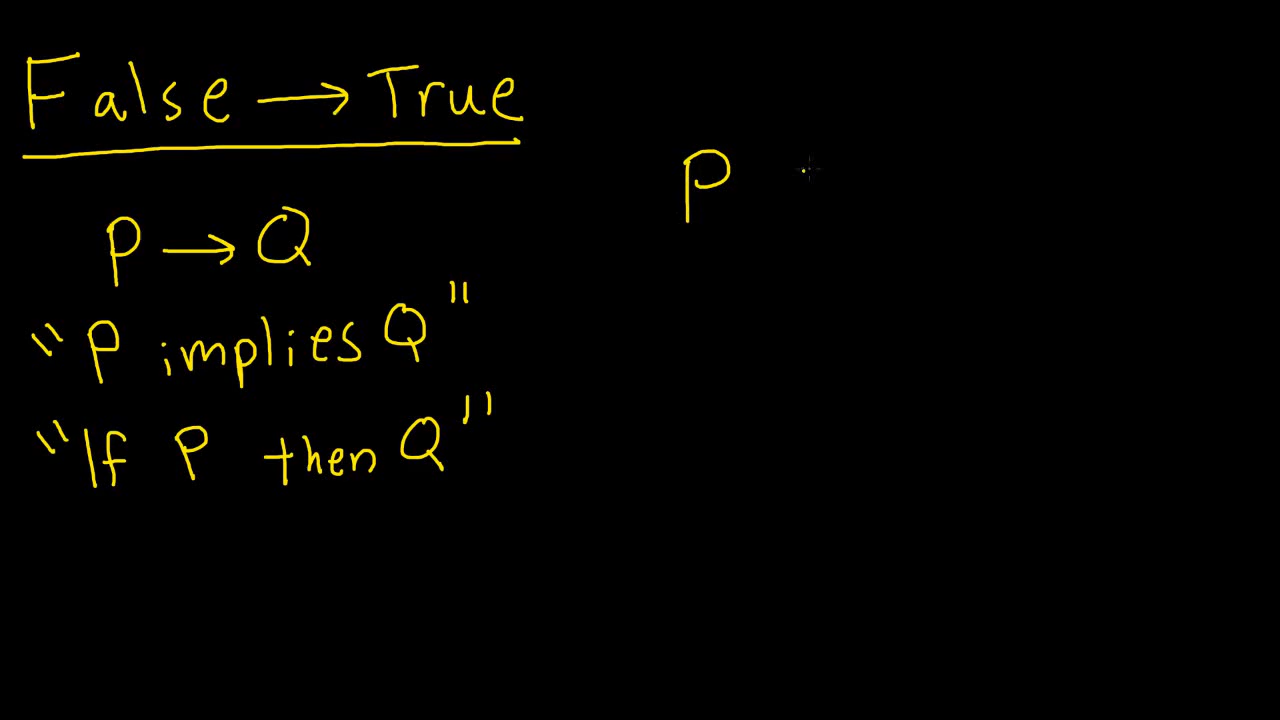 False → True
P → Q
"P implies Q"
"If P then Q"
P